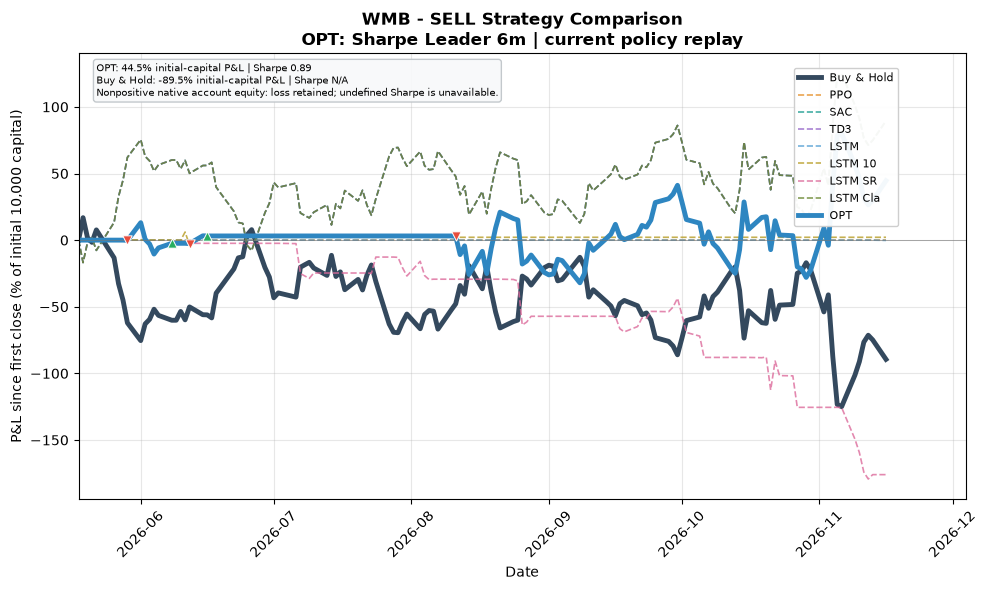 WMB - SELL Strategy Comparison
OPT: Sharpe Leader 6m | current policy replay
OPT: 44.5% initial-capital P&L | Sharpe 0.89
Buy & Hold: -89.5% initial-capital P&L | Sharpe N/A
Nonpositive native account equity: loss retained; undefined Sharpe is unavailable.
Buy & Hold
PPO
SAC
TD3
LSTM
LSTM 10
LSTM SR
LSTM Cla
OPT
P&L since first close (% of initial 10,000 capital)
100
50
0
−50
−100
−150
2026-06
2026-07
2026-08
2026-09
2026-10
2026-11
2026-12
Date